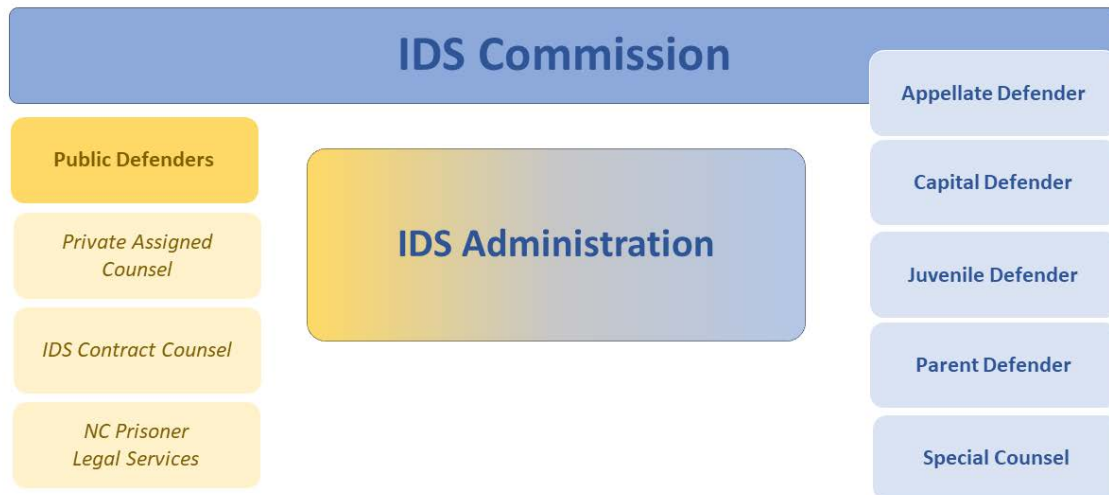 IDS Commission
Public Defenders
Private Assigned
Counsel
IDS Contract Counsel
NC Prisoner
Legal Services
IDS Administration
Appellate Defender
Capital Defender
Juvenile Defender
Parent Defender
Special Counsel